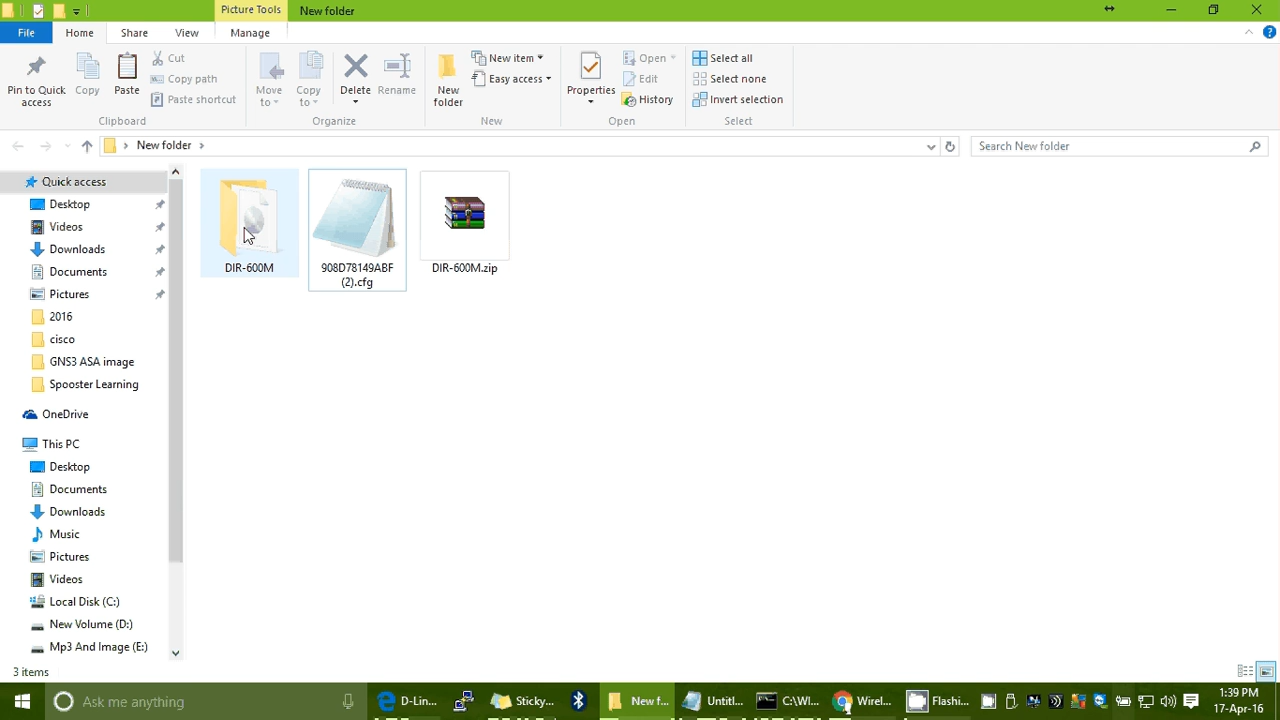 Picture Tools
New folder
File
Home
Share
View
Manage
Pin to Quick access
Copy
Paste
Cut
Copy path
Paste shortcut
Clipboard
Move to
Copy to
Delete
Rename
Organize
New folder
New item
Easy access
New
Properties
Open
Edit
History
Open
Select all
Select none
Invert selection
Select
New folder
Search New folder
Quick access
Desktop
Videos
Downloads
Documents
Pictures
2016
cisco
GNS3 ASA image
Spooster Learning
OneDrive
This PC
Desktop
Documents
Downloads
Music
Pictures
Videos
Local Disk (C:)
New Volume (D:)
Mp3 And Image (E:)
DIR-600M
908D78149ABF
(2).cfg
DIR-600M.zip
3 items
Ask me anything
D-Lin...
Sticky...
New f...
Untitl...
C:\WI...
Wirel...
Flashi...
1:39 PM
17-Apr-16